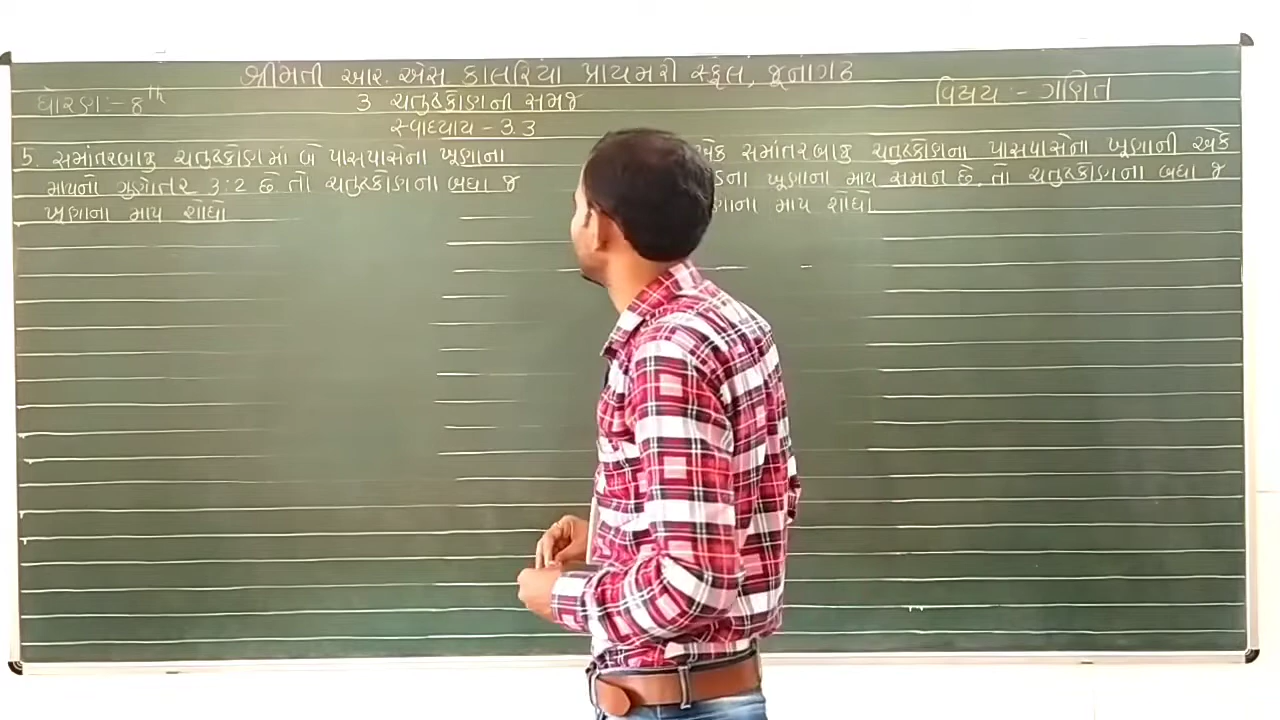 શ્રીમતી આર. એસ. કાલરિયા પ્રાયમરી સ્કૂલ, જૂનાગઢ
ધોરણ:- 8th
3 ચતુષ્કોણની સમજ
વિષય :- ગણિત
સ્વાધ્યાય - 3.3
5. સમાંતરબાજુ ચતુષ્કોણમાં બે પાસપાસેના ખૂણાના
માપનો ગુણોત્તર 3:2 છે તો ચતુષ્કોણના બધા જ
ખૂણાના માપ શોધો
એક સમાંતરબાજુ ચતુષ્કોણના પાસપાસેના ખૂણાની એક
ખૂણાના માપ સમાન છે, તો ચતુષ્કોણના બધા જ
માપ શોધો